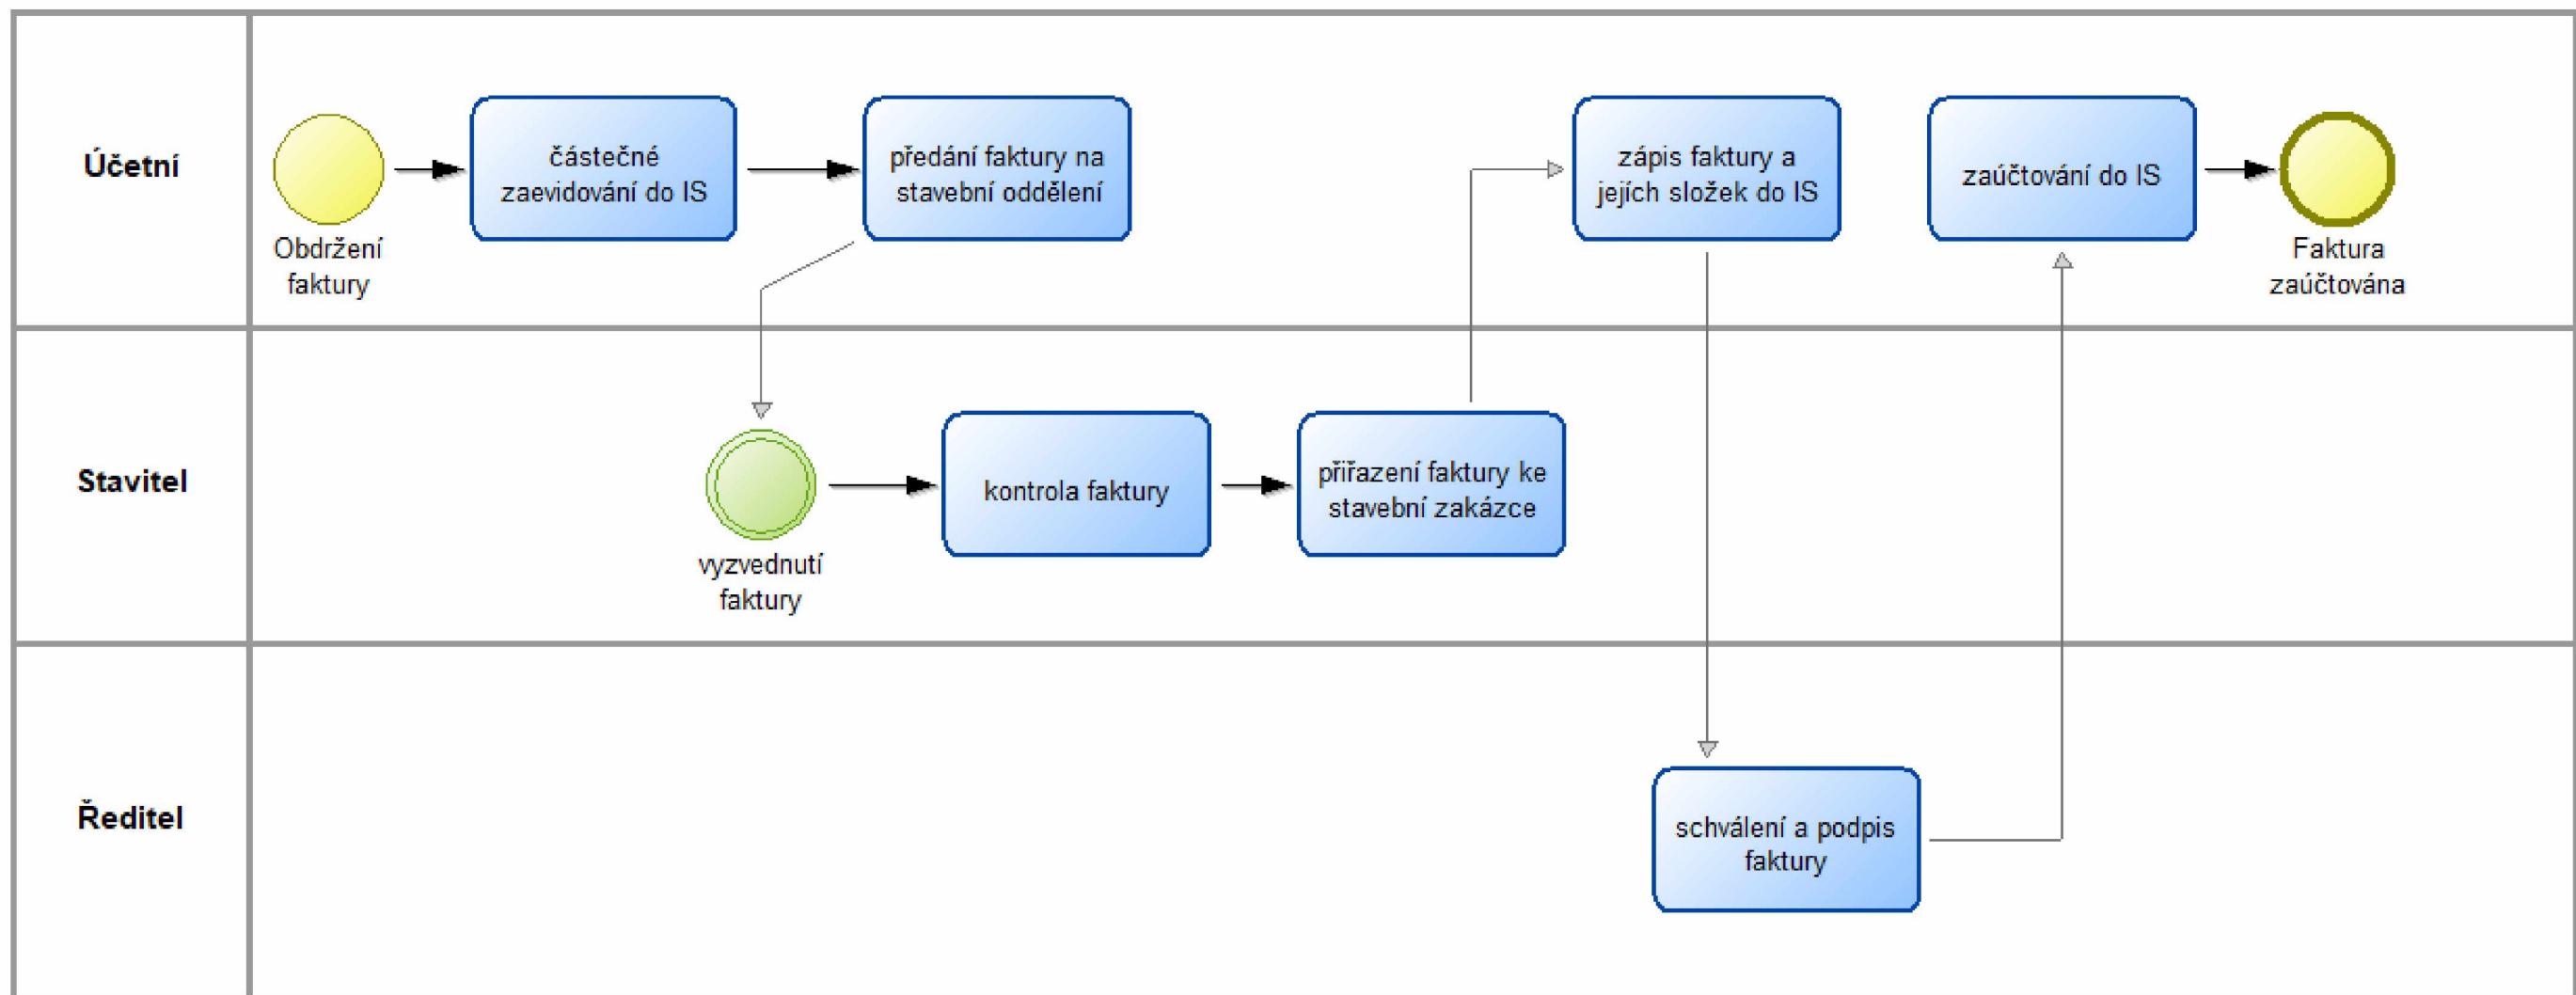 Účetní
Obdržení
faktury
částečné
zaevidování do IS
předání faktury na
stavební oddělení
zápis faktury a
jejích složek do IS
zaúčtování do IS
Faktura
zaúčtována
Stavitel
vyzvednutí
faktury
kontrola faktury
přiřazení faktury ke
stavební zakázce
Ředitel
schválení a podpis
faktury